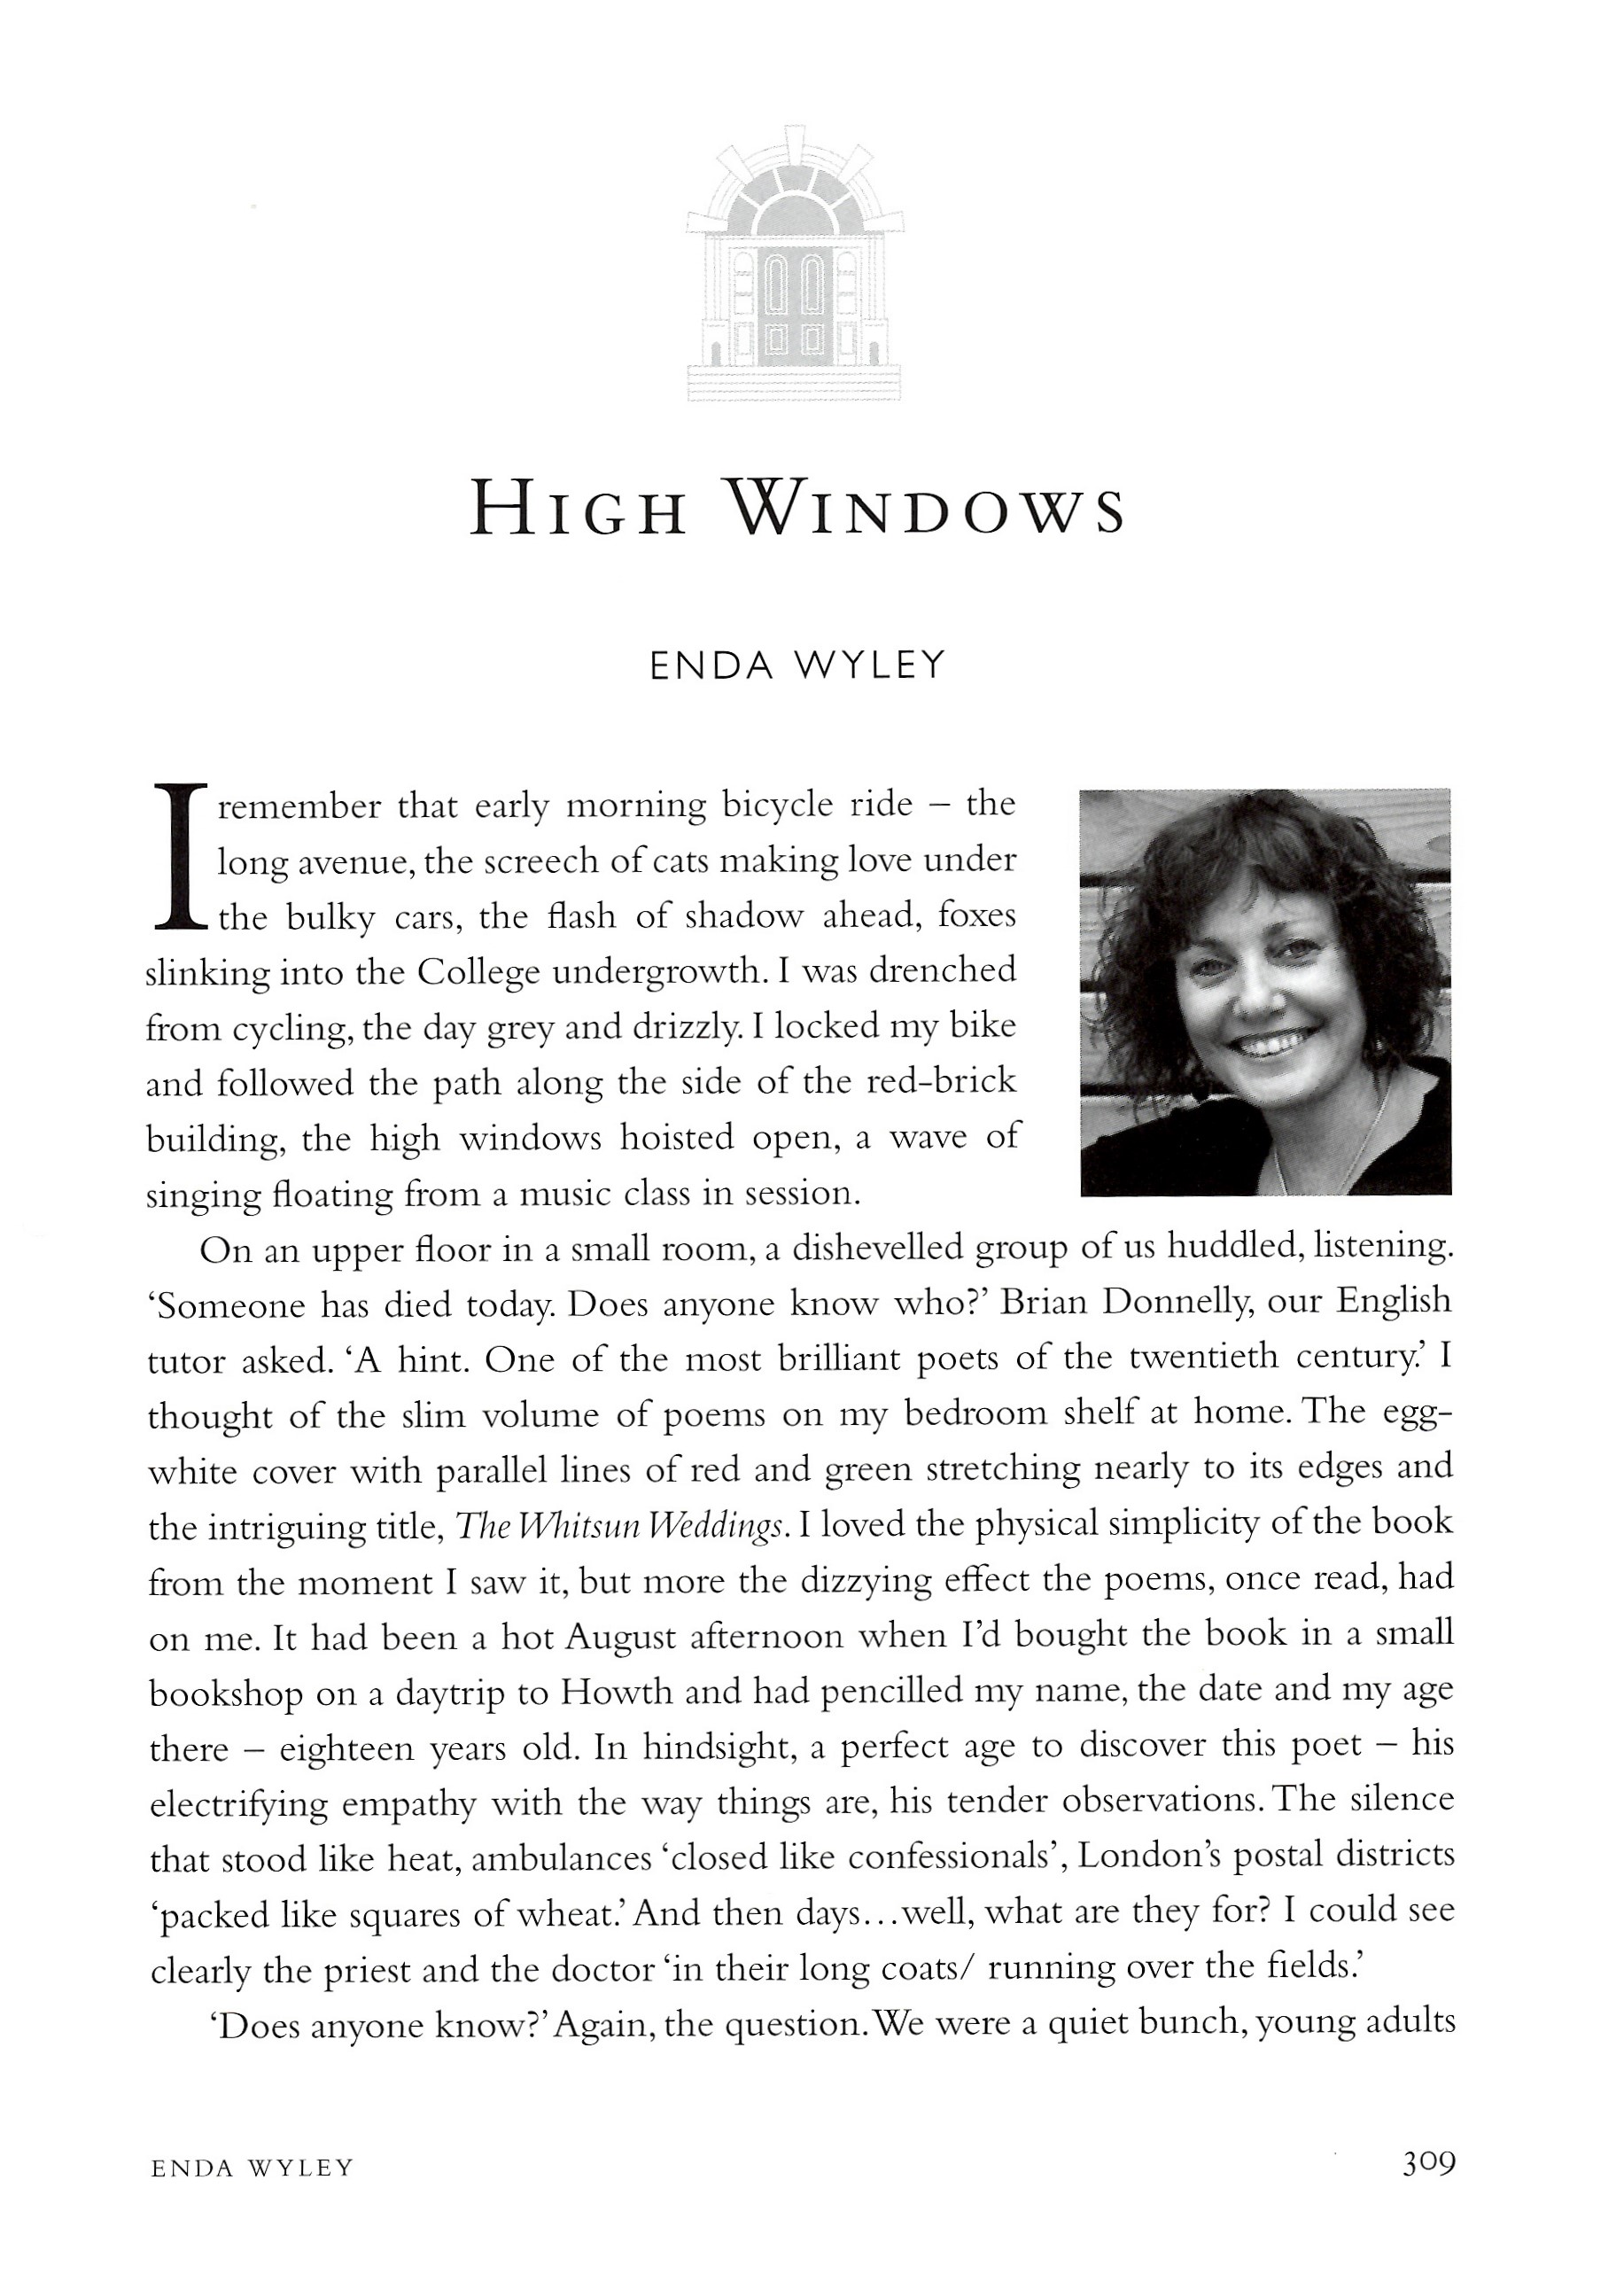 HIGH WINDOWS
ENDA WYLEY
I remember that early morning bicycle ride – the
long avenue, the screech of cats making love under
the bulky cars, the flash of shadow ahead, foxes
slinking into the College undergrowth. I was drenched
from cycling, the day grey and drizzly. I locked my bike
and followed the path along the side of the red-brick
building, the high windows hoisted open, a wave of
singing floating from a music class in session.
On an upper floor in a small room, a dishevelled group of us huddled, listening.
‘Someone has died today. Does anyone know who?’ Brian Donnelly, our English
tutor asked. ‘A hint. One of the most brilliant poets of the twentieth century.’ I
thought of the slim volume of poems on my bedroom shelf at home. The egg-
white cover with parallel lines of red and green stretching nearly to its edges and
the intriguing title, The Whitsun Weddings. I loved the physical simplicity of the book
from the moment I saw it, but more the dizzying effect the poems, once read, had
on me. It had been a hot August afternoon when I’d bought the book in a small
bookshop on a daytrip to Howth and had pencilled my name, the date and my age
there – eighteen years old. In hindsight, a perfect age to discover this poet – his
electrifying empathy with the way things are, his tender observations. The silence
that stood like heat, ambulances ‘closed like confessionals’, London’s postal districts
‘packed like squares of wheat.’ And then days…well, what are they for? I could see
clearly the priest and the doctor ‘in their long coats/ running over the fields.’
‘Does anyone know?’ Again, the question. We were a quiet bunch, young adults
ENDA WYLEY
309